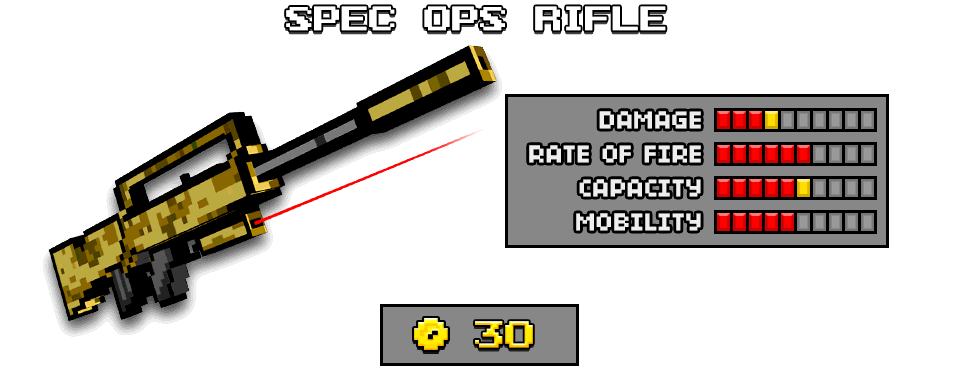 SPEC OPS RIFLE
DAMAGE
RATE OF FIRE
CAPACITY
MOBILITY
30